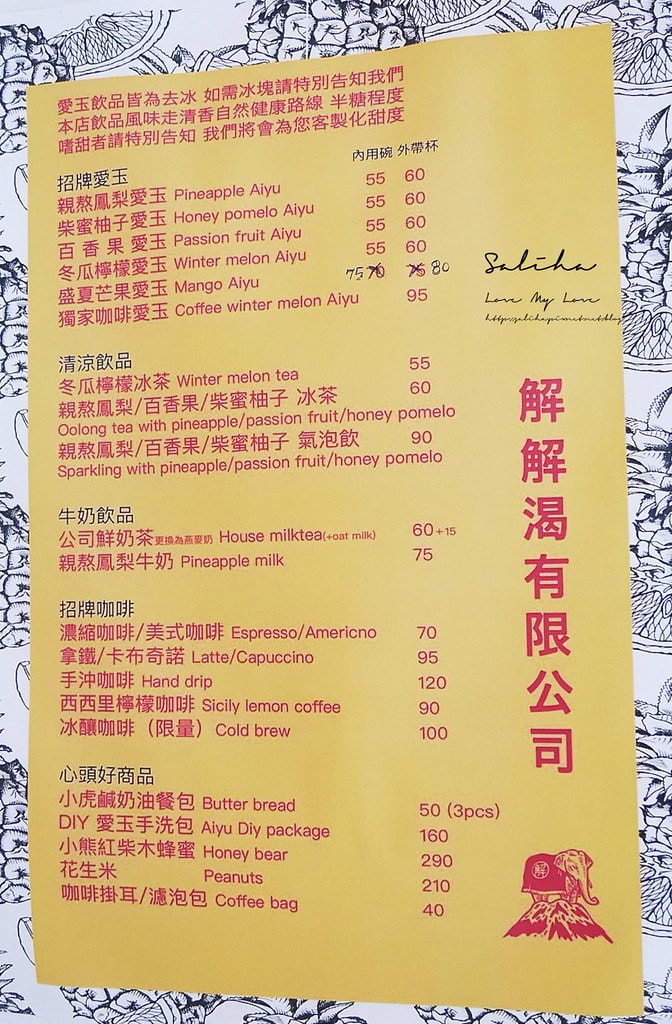 愛玉飲品皆為去冰 如需冰塊請特別告知我們
本店飲品風味走清香自然健康路線 半糖程度
嗜甜者請特別告知 我們將會為您客製化甜度
內用碗 外帶杯
招牌愛玉
親熬鳳梨愛玉 Pineapple Aiyu 55 60
柴蜜柚子愛玉 Honey pomelo Aiyu 55 60
百香果愛玉 Passion fruit Aiyu 55 60
冬瓜檸檬愛玉 Winter melon Aiyu 55 60
盛夏芒果愛玉 Mango Aiyu 75 70 75 80
獨家咖啡愛玉 Coffee winter melon Aiyu 95
清涼飲品
冬瓜檸檬冰茶 Winter melon tea 55
親熬鳳梨/百香果/柴蜜柚子 冰茶 60
Oolong tea with pineapple/passion fruit/honey pomelo
親熬鳳梨/百香果/柴蜜柚子 氣泡飲 90
Sparkling with pineapple/passion fruit/honey pomelo
牛奶飲品
公司鮮奶茶更換為燕麥奶 House milktea(+oat milk) 60+15
親熬鳳梨牛奶 Pineapple milk 75
招牌咖啡
濃縮咖啡/美式咖啡 Espresso/Americno 70
拿鐵/卡布奇諾 Latte/Capuccino 95
手沖咖啡 Hand drip 120
西西里檸檬咖啡 Sicily lemon coffee 90
冰釀咖啡（限量）Cold brew 100
心頭好商品
小虎鹹奶油餐包 Butter bread 50 (3pcs)
DIY 愛玉手洗包 Aiyu Diy package 160
小熊紅柴木蜂蜜 Honey bear 290
花生米 Peanuts 210
咖啡掛耳/濾泡包 Coffee bag 40
Saliha
Love My Love
解解渴有限公司
解